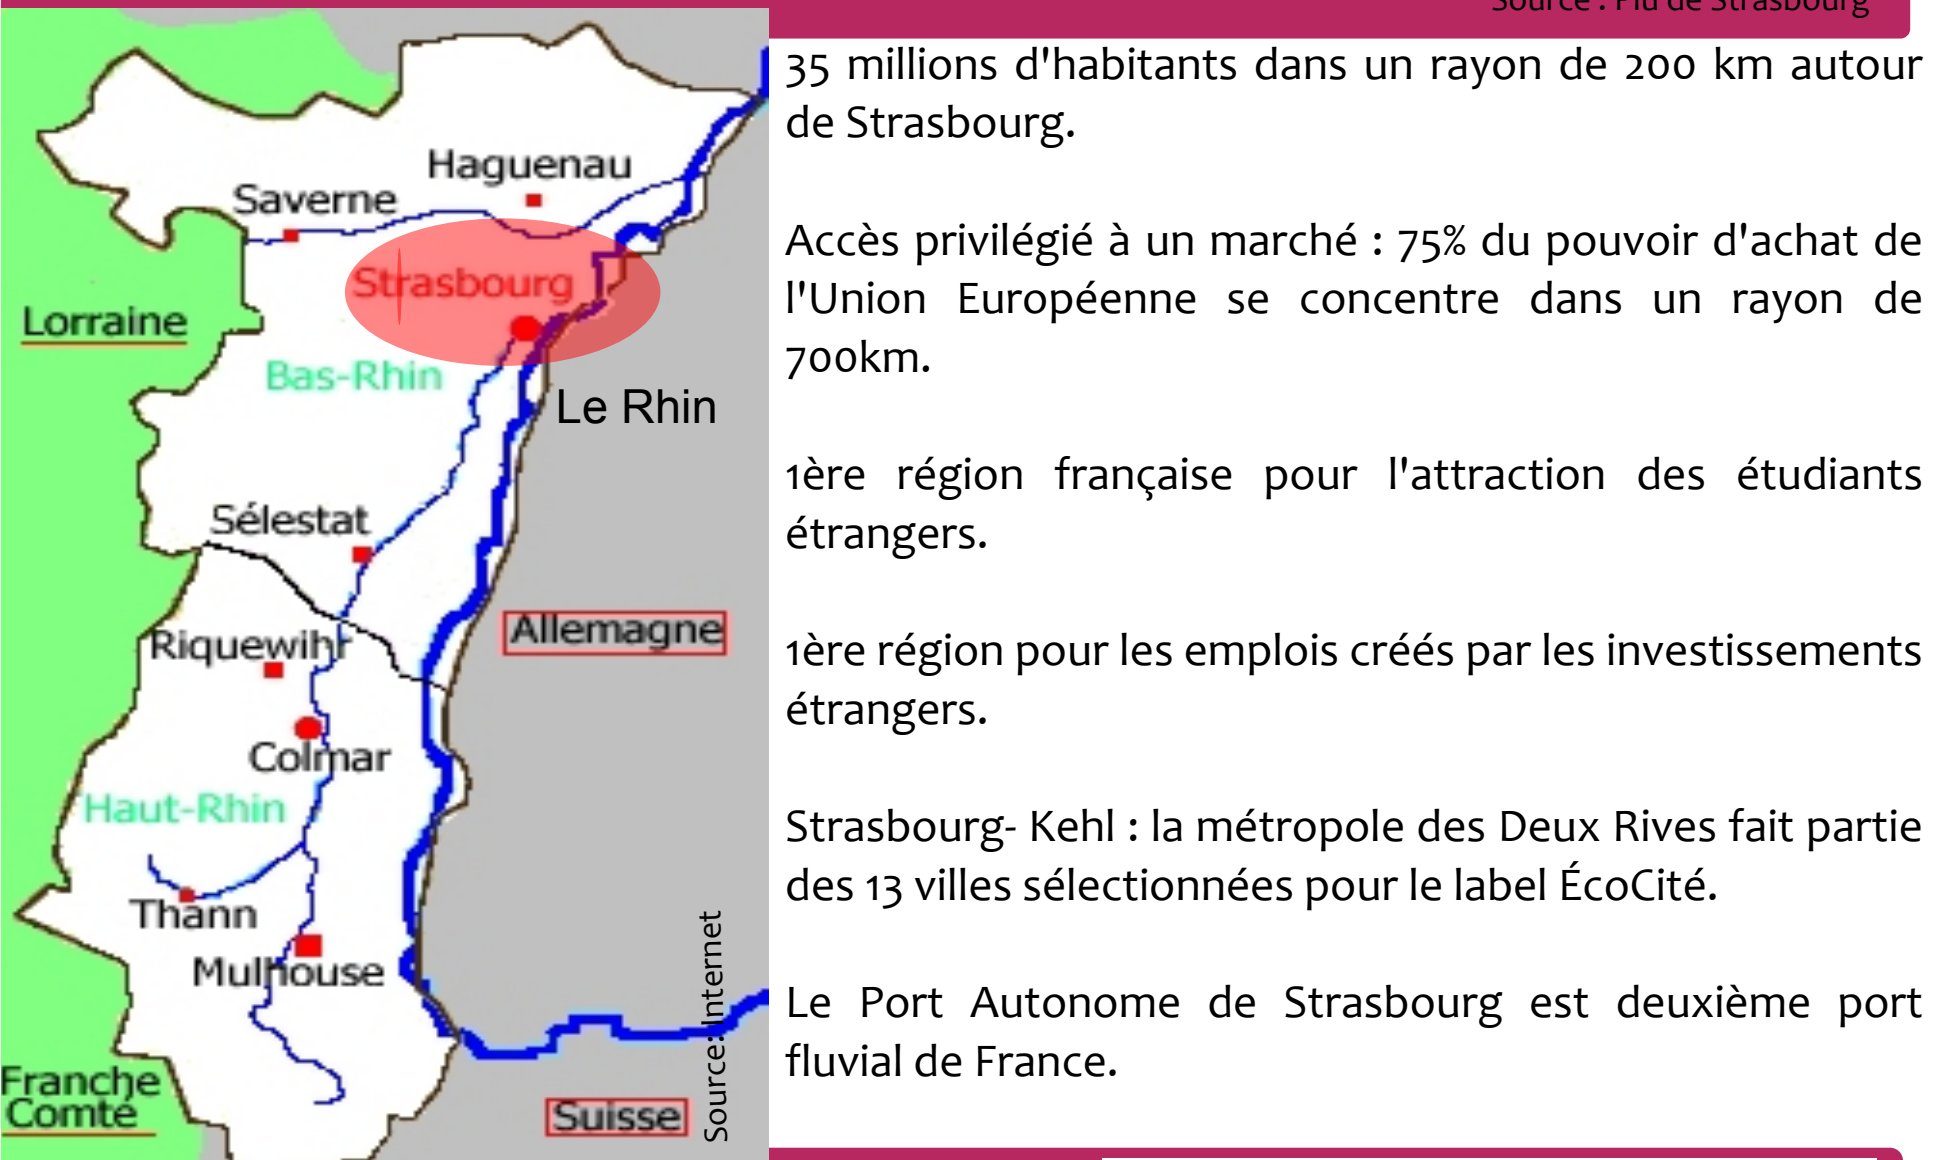 Source : Plu de Strasbourg
35 millions d'habitants dans un rayon de 200 km autour
de Strasbourg.
Accès privilégié à un marché : 75% du pouvoir d'achat de
l'Union Européenne se concentre dans un rayon de
700km.
1ère région française pour l'attraction des étudiants
étrangers.
1ère région pour les emplois créés par les investissements
étrangers.
Strasbourg- Kehl : la métropole des Deux Rives fait partie
des 13 villes sélectionnées pour le label ÉcoCité.
Le Port Autonome de Strasbourg est deuxième port
fluvial de France.
Haguenau
Saverne
Strasbourg
Lorraine
Bas-Rhin
Le Rhin
Sélestat
Allemagne
Riquewihr
Colmar
Haut-Rhin
Thann
Mulhouse
Source: Internet
Franche
Comté
Suisse